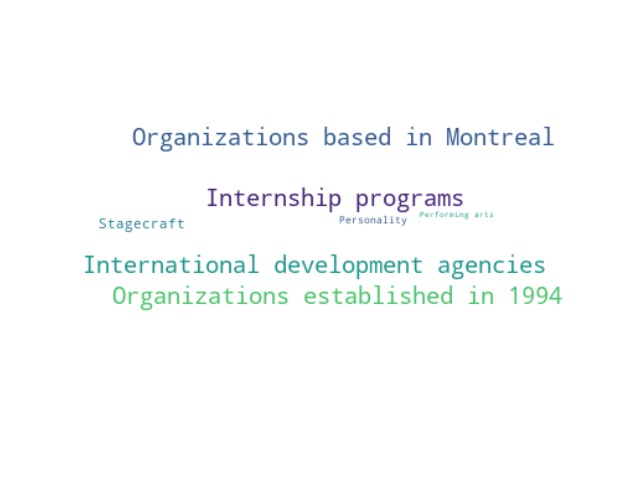 Organizations based in Montreal
Internship programs
Performing arts
Personality
Stagecraft
International development agencies
Organizations established in 1994